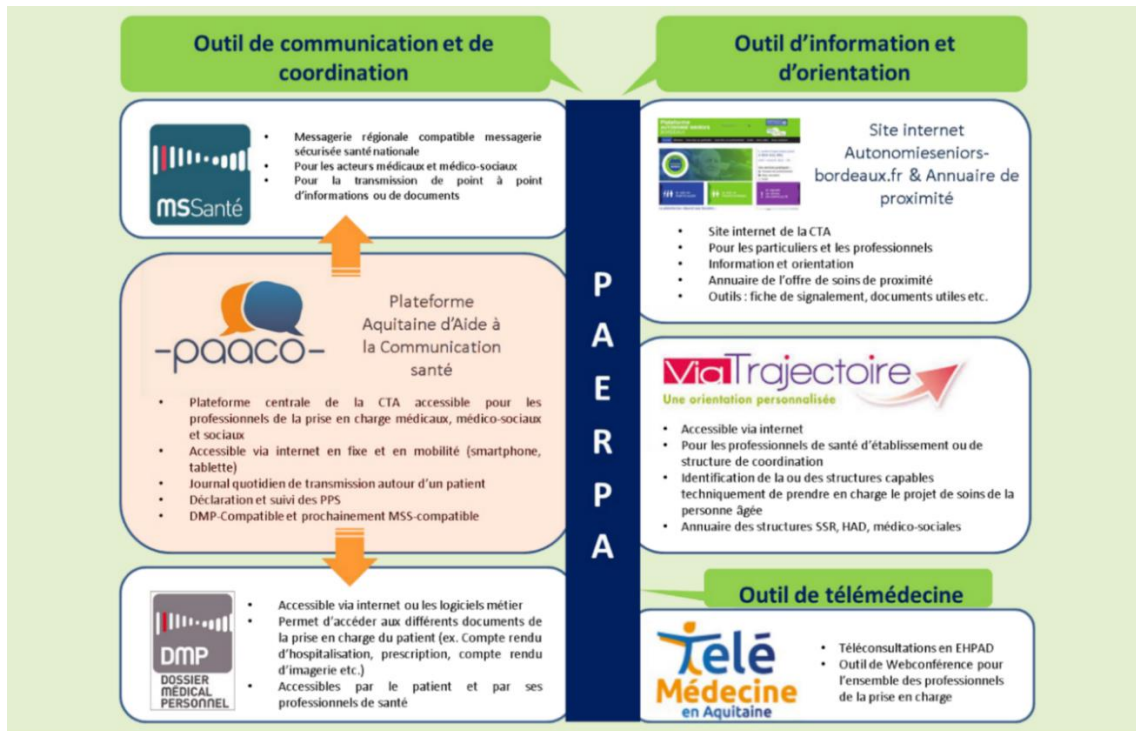 Outil de communication et de
coordination
MSSanté
• Messagerie régionale compatible messagerie
sécurisée santé nationale
• Pour les acteurs médicaux et médico-sociaux
• Pour la transmission de point à point
d'informations ou de documents
-paaco-
Plateforme
Aquitaine d'Aide à
la Communication
santé
• Plateforme centrale de la CTA accessible pour les
professionnels de la prise en charge médicaux, médico-sociaux
et sociaux
• Accessible via internet en fixe et en mobilité (smartphone,
tablette)
• Journal quotidien de transmission autour d'un patient
• Déclaration et suivi des PPS
• DMP-Compatible et prochainement MSS-compatible
DMP
DOSSIER
MÉDICAL
PERSONNEL
• Accessible via internet ou les logiciels métier
• Permet d'accéder aux différents documents de
la prise en charge du patient (ex. Compte rendu
d'hospitalisation, prescription, compte rendu
d'imagerie etc.)
• Accessibles par le patient et par ses
professionnels de santé
P
A
E
R
P
A
Outil d'information et
d'orientation
Plateforme
Site internet
Autonomieseniors-
bordeaux.fr & Annuaire de
proximité
• Site internet de la CTA
• Pour les particuliers et les professionnels
• Information et orientation
• Annuaire de l'offre de soins de proximité
• Outils : fiche de signalement, documents utiles etc.
ViaTrajectoire
Une orientation personnalisée
• Accessible via internet
• Pour les professionnels de santé d'établissement ou de
structure de coordination
• Identification de la ou des structures capables
techniquement de prendre en charge le projet de soins de la
personne âgée
• Annuaire des structures SSR, HAD, médico-sociales
Outil de télémédecine
Télé
Médecine
en Aquitaine
• Téléconsultations en EHPAD
• Outil de Webconférence pour
l'ensemble des professionnels
de la prise en charge